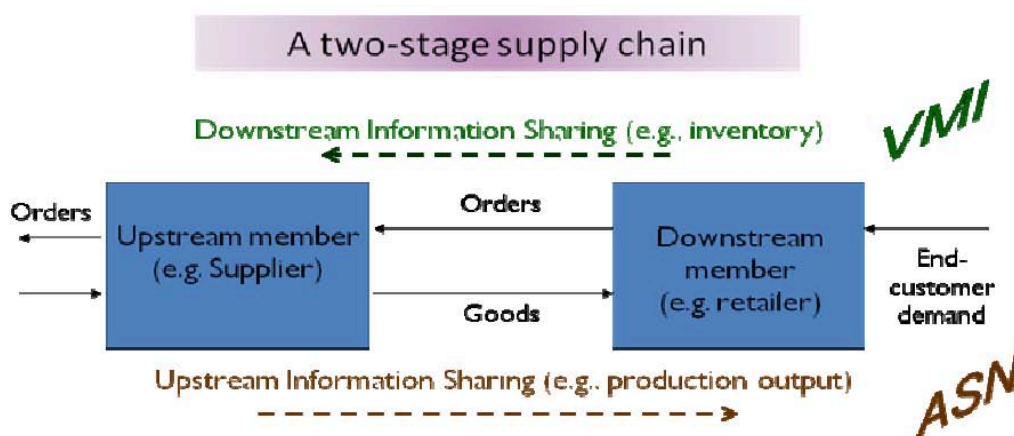 A two-stage supply chain
Downstream Information Sharing (e.g., inventory)
VMI
Orders
Upstream member
(e.g. Supplier)
Orders
Goods
Downstream
member
(e.g. retailer)
End-
customer
demand
Upstream Information Sharing (e.g., production output)
ASN